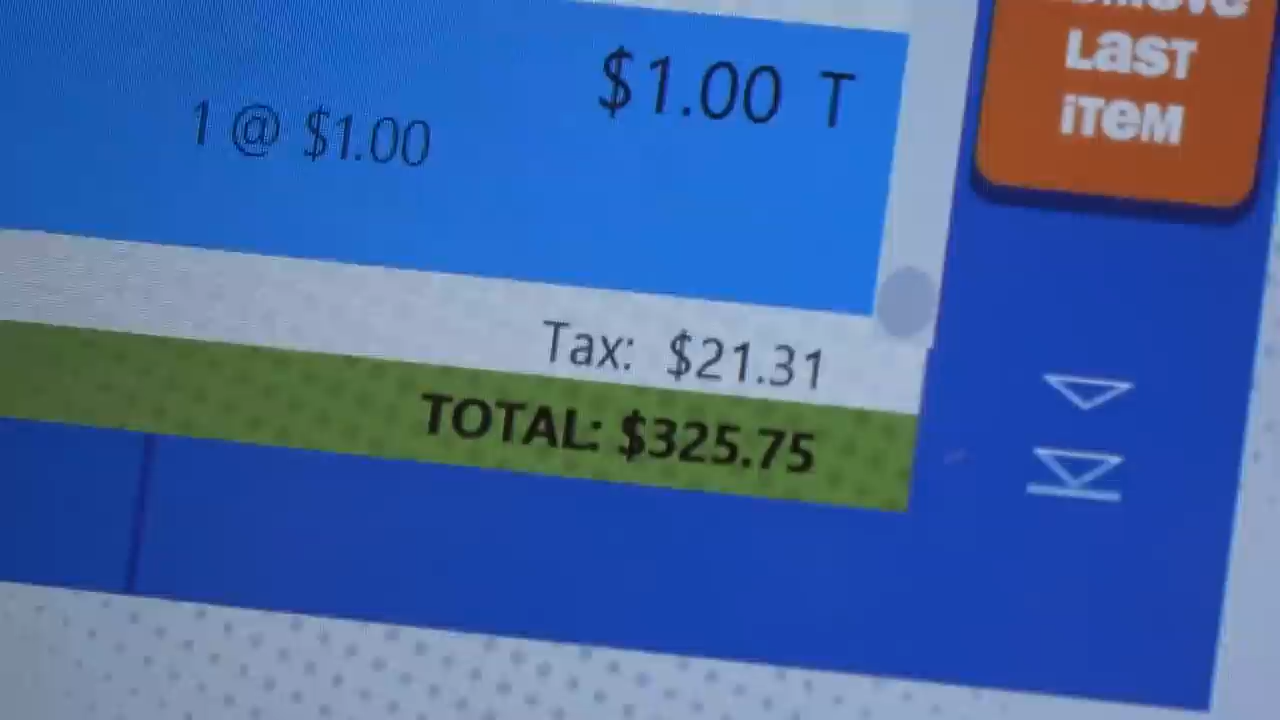 $1.00 T
1 @ $1.00
LaST
iTeM
Tax: $21.31
TOTAL: $325.75